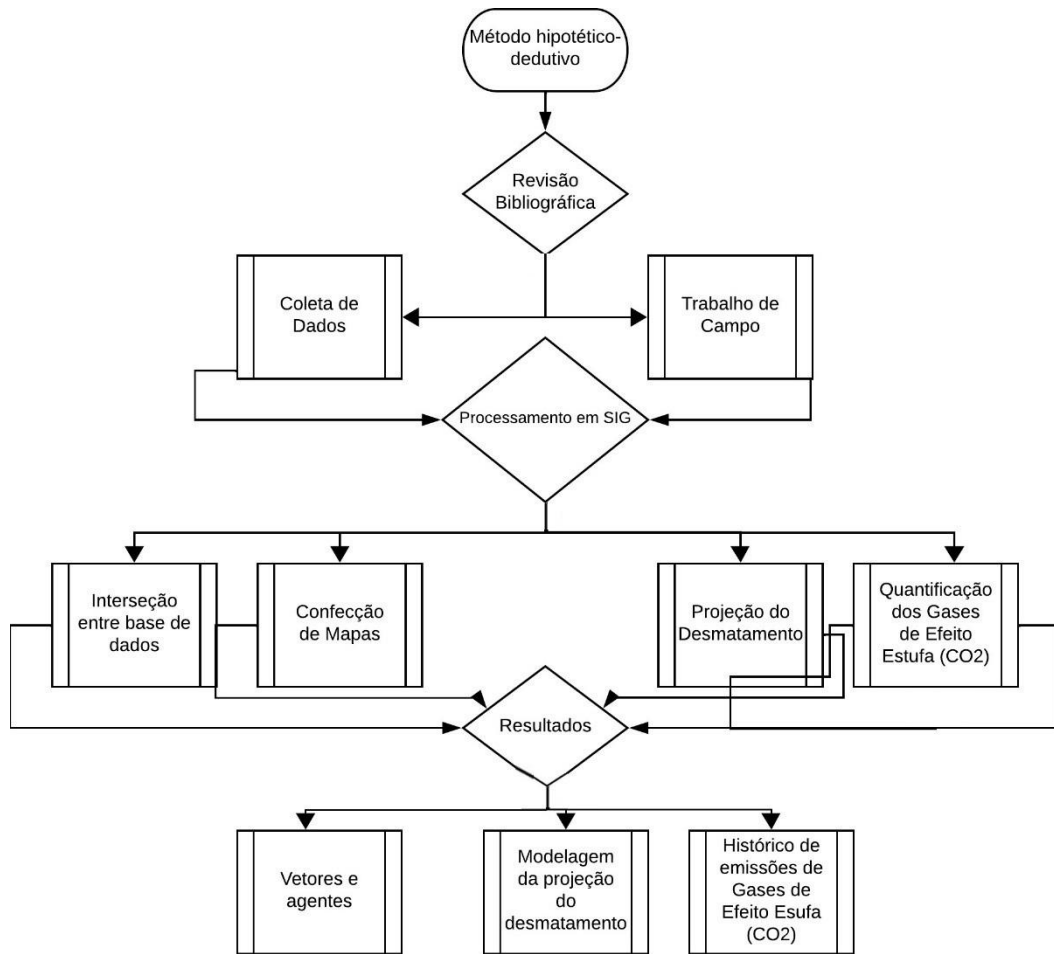 Método hipotético-
dedutivo
Revisão
Bibliográfica
Coleta de
Dados
Trabalho de
Campo
Processamento em SIG
Interseção
entre base de
dados
Confecção
de Mapas
Projeção do
Desmatamento
Quantificação
dos Gases
de Efeito
Estufa (CO2)
Resultados
Vetores e
agentes
Modelagem
da projeção
do
desmatamento
Histórico de
emissões de
Gases de
Efeito Esufa
(CO2)